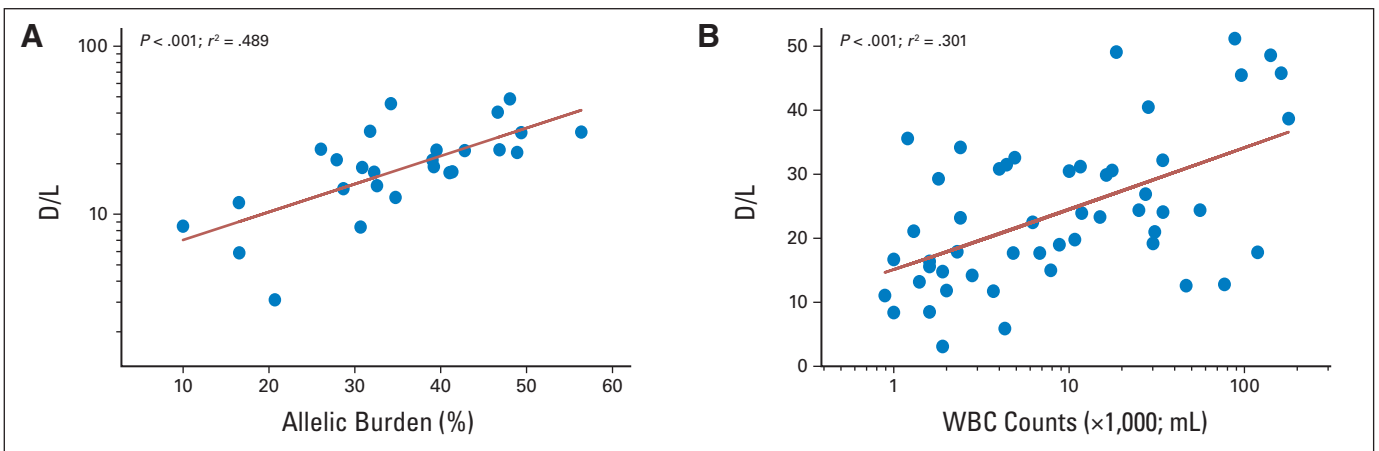 A
P < .001; r² = .489
100
10
D/L
10 20 30 40 50 60
Allelic Burden (%)
B
P < .001; r² = .301
50
40
30
20
10
0
D/L
1 10 100
WBC Counts (×1,000; mL)